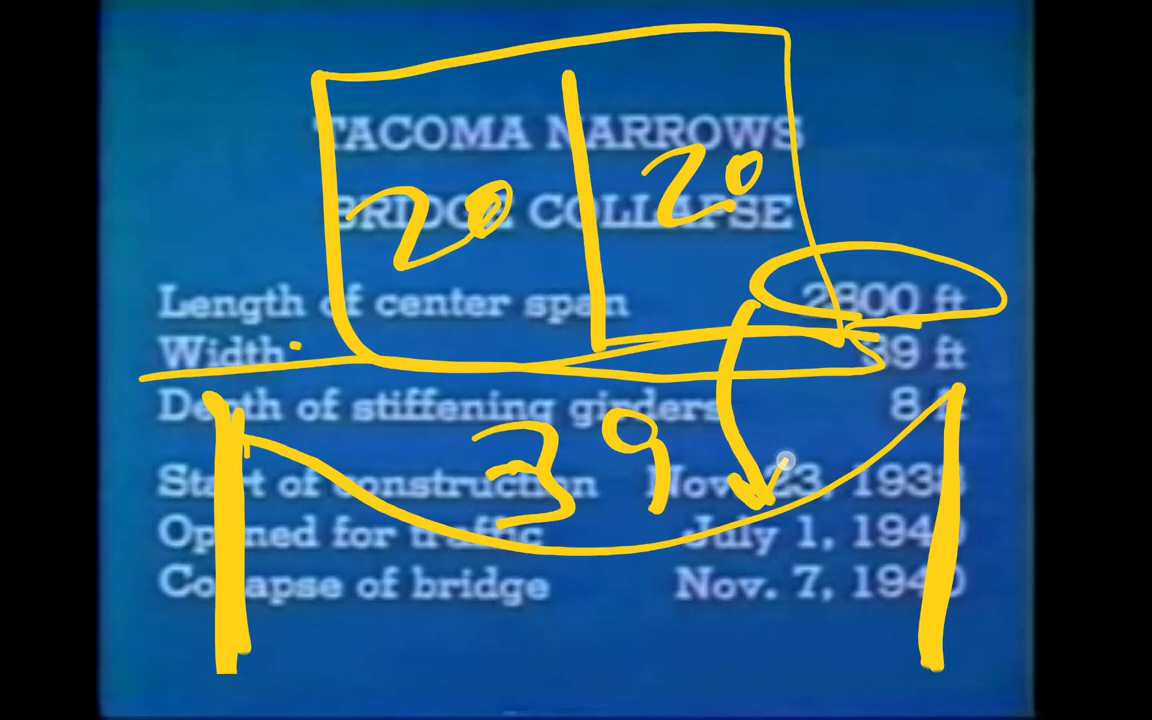 TACOMA NARROWS
BRIDGE COLLAPSE
20
20
Length of center span 2800 ft
Width 39 ft
Depth of stiffening girders 8 ft
39
Start of construction Nov. 23, 1938
Opened for traffic July 1, 1940
Collapse of bridge Nov. 7, 1940